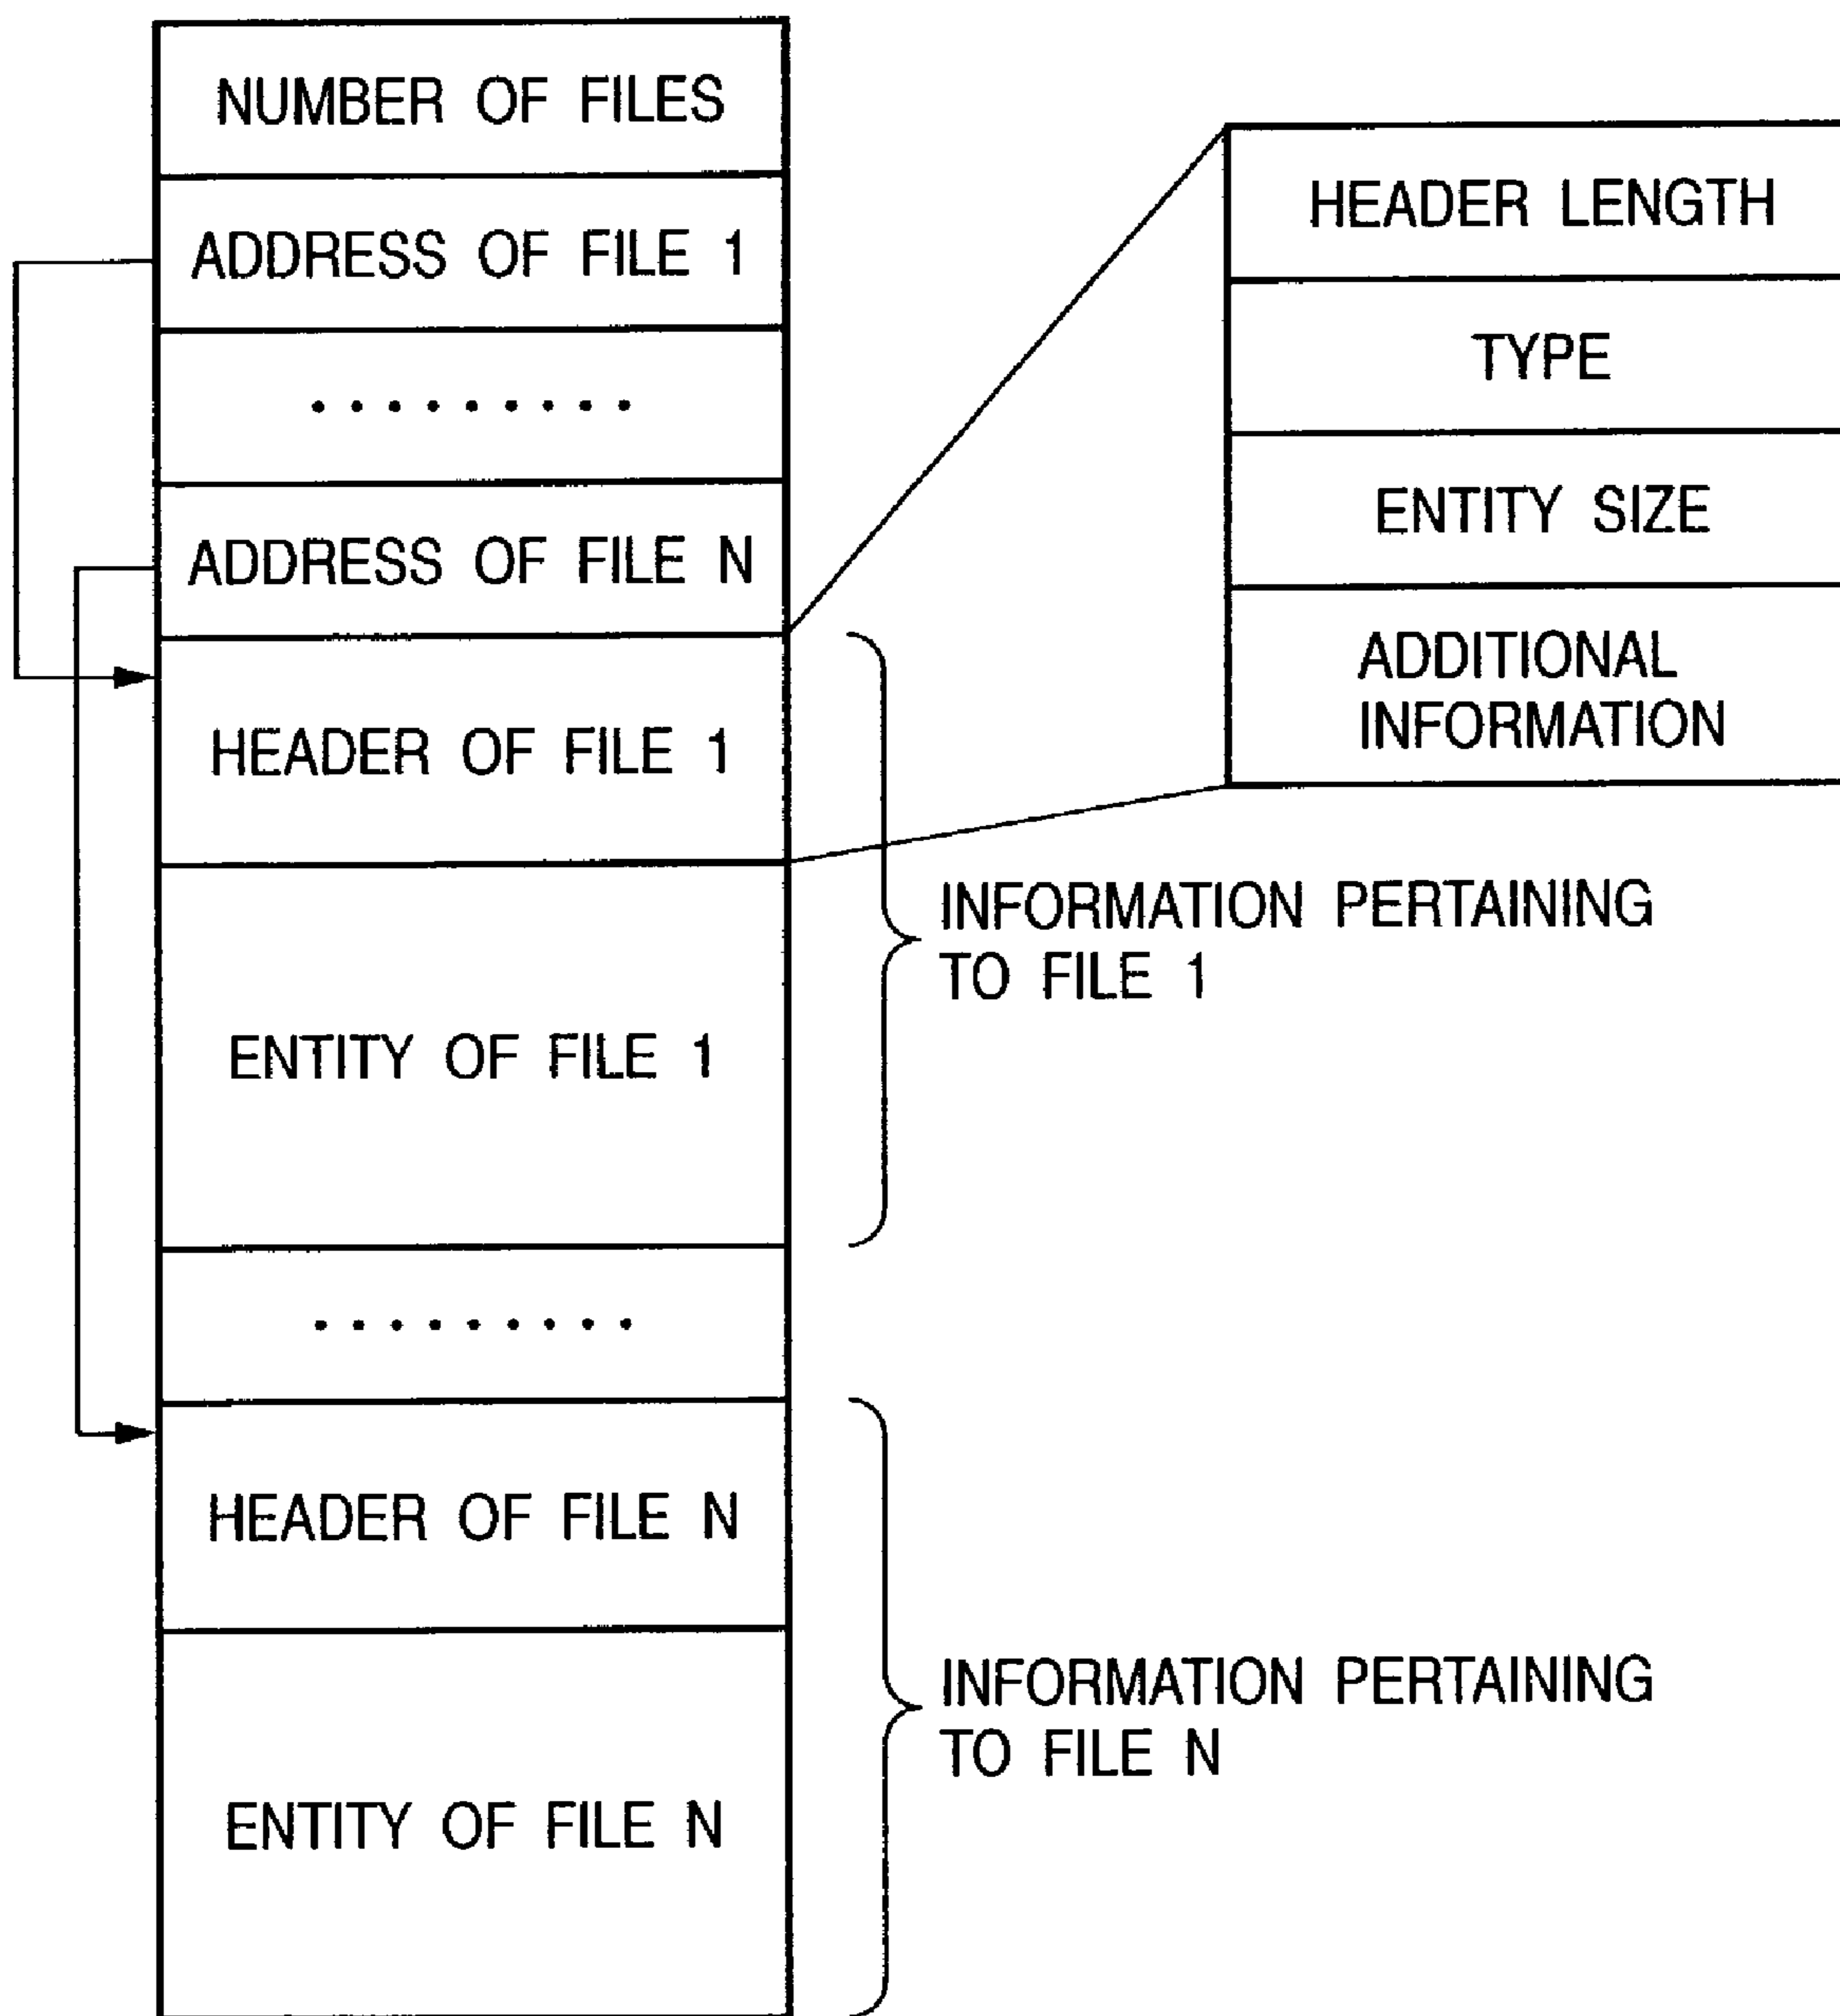 NUMBER OF FILES
ADDRESS OF FILE 1
.........
ADDRESS OF FILE N
HEADER OF FILE 1
ENTITY OF FILE 1
.........
HEADER OF FILE N
ENTITY OF FILE N
HEADER LENGTH
TYPE
ENTITY SIZE
ADDITIONAL
INFORMATION
INFORMATION PERTAINING
TO FILE 1
INFORMATION PERTAINING
TO FILE N